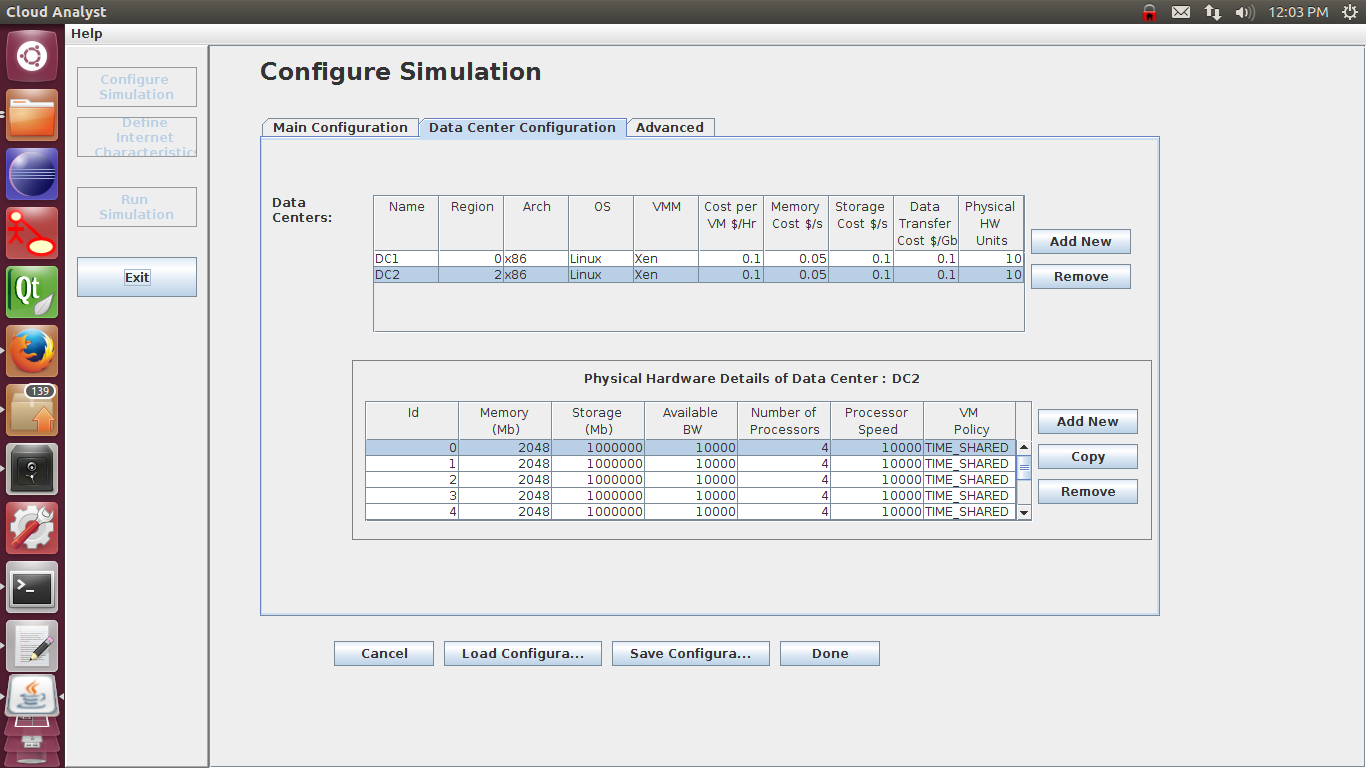 Cloud Analyst
12:03 PM
Help
Configure
Simulation
Define
Internet
Characteristics
Run
Simulation
Exit
Qt
139
>_
Configure Simulation
Main Configuration Data Center Configuration Advanced
Data
Centers:
Name Region Arch OS VMM Cost per Memory Storage Data Physical
VM $/Hr Cost $/s Cost $/s Transfer HW
Cost $/Gb Units
DC1 0 x86 Linux Xen 0.1 0.05 0.1 0.1 10
DC2 2 x86 Linux Xen 0.1 0.05 0.1 0.1 10
Add New
Remove
Physical Hardware Details of Data Center : DC2
Id Memory Storage Available Number of Processor VM
(Mb) (Mb) BW Processors Speed Policy
0 2048 1000000 10000 4 10000 TIME_SHARED
1 2048 1000000 10000 4 10000 TIME_SHARED
2 2048 1000000 10000 4 10000 TIME_SHARED
3 2048 1000000 10000 4 10000 TIME_SHARED
4 2048 1000000 10000 4 10000 TIME_SHARED
Add New
Copy
Remove
Cancel Load Configura... Save Configura... Done